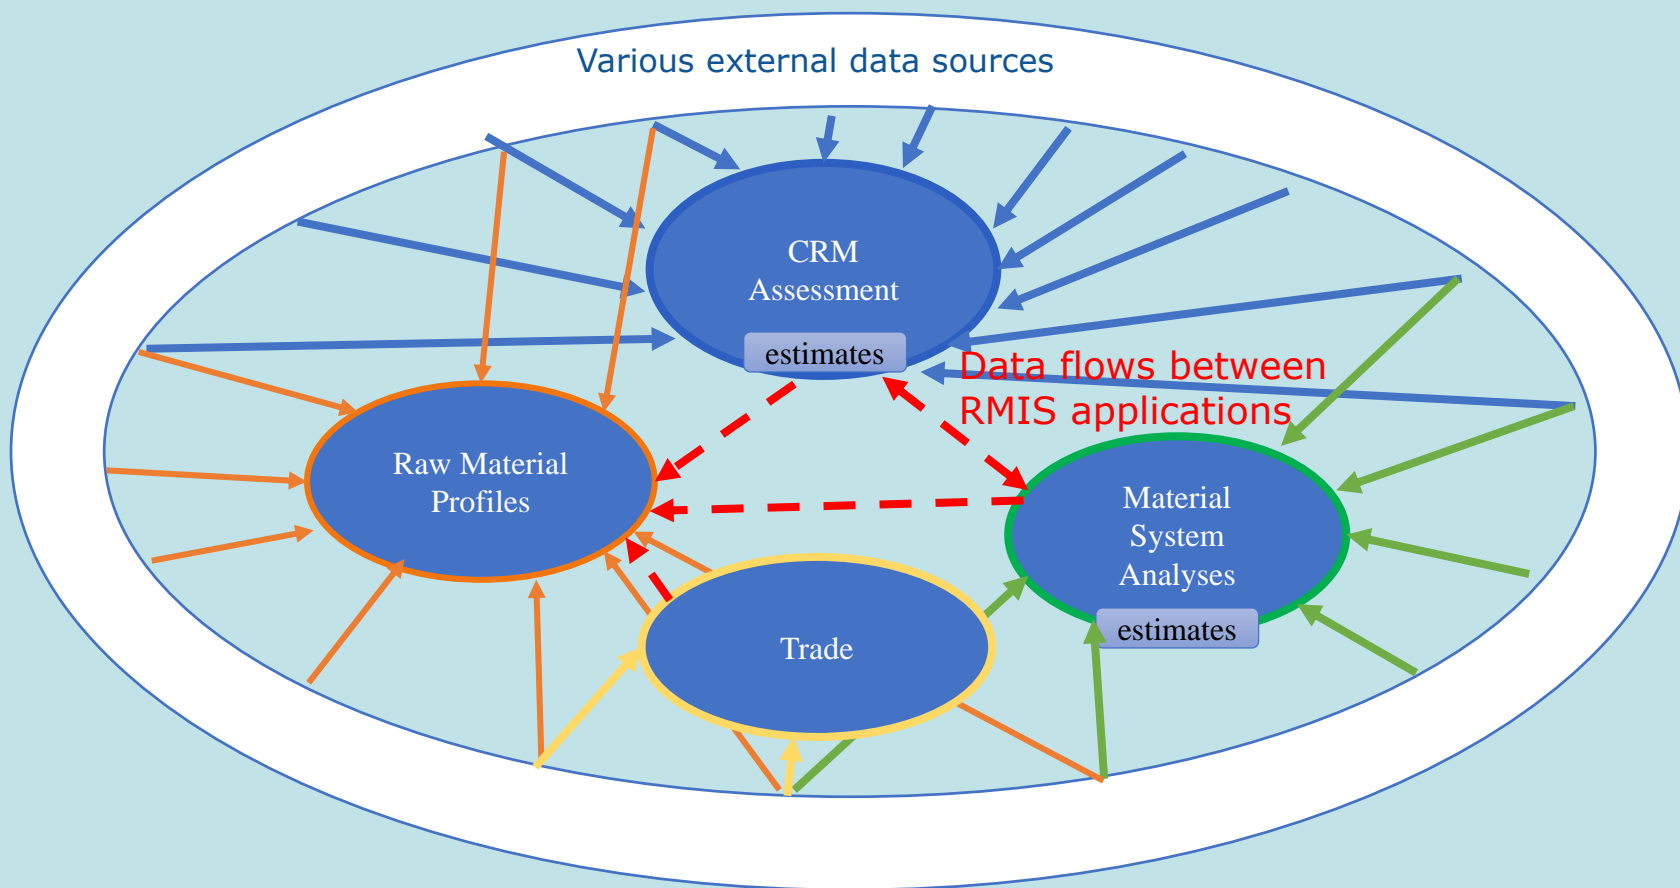 Various external data sources
CRM
Assessment
estimates
Data flows between
RMIS applications
Raw Material
Profiles
Material
System
Analyses
estimates
Trade